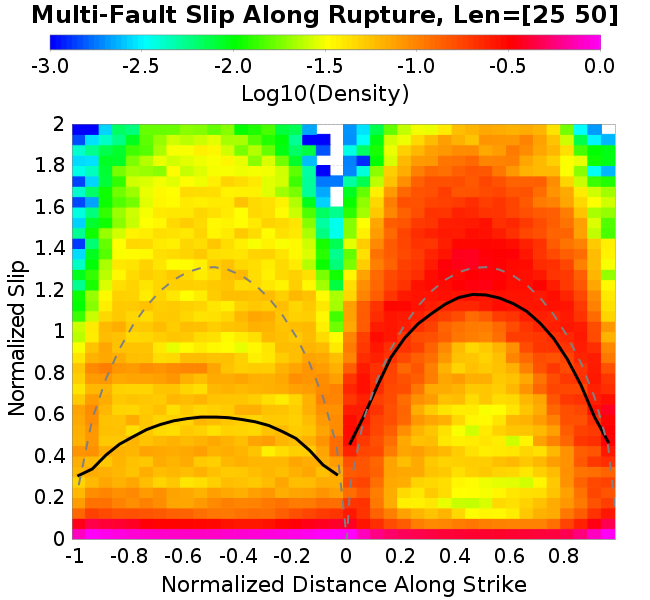 Multi-Fault Slip Along Rupture, Len=[25 50]
-3.0 -2.5 -2.0 -1.5 -1.0 -0.5 0.0
Log10(Density)
Normalized Slip
2
1.8
1.6
1.4
1.2
1
0.8
0.6
0.4
0.2
0
-1 -0.8 -0.6 -0.4 -0.2 0 0.2 0.4 0.6 0.8
Normalized Distance Along Strike